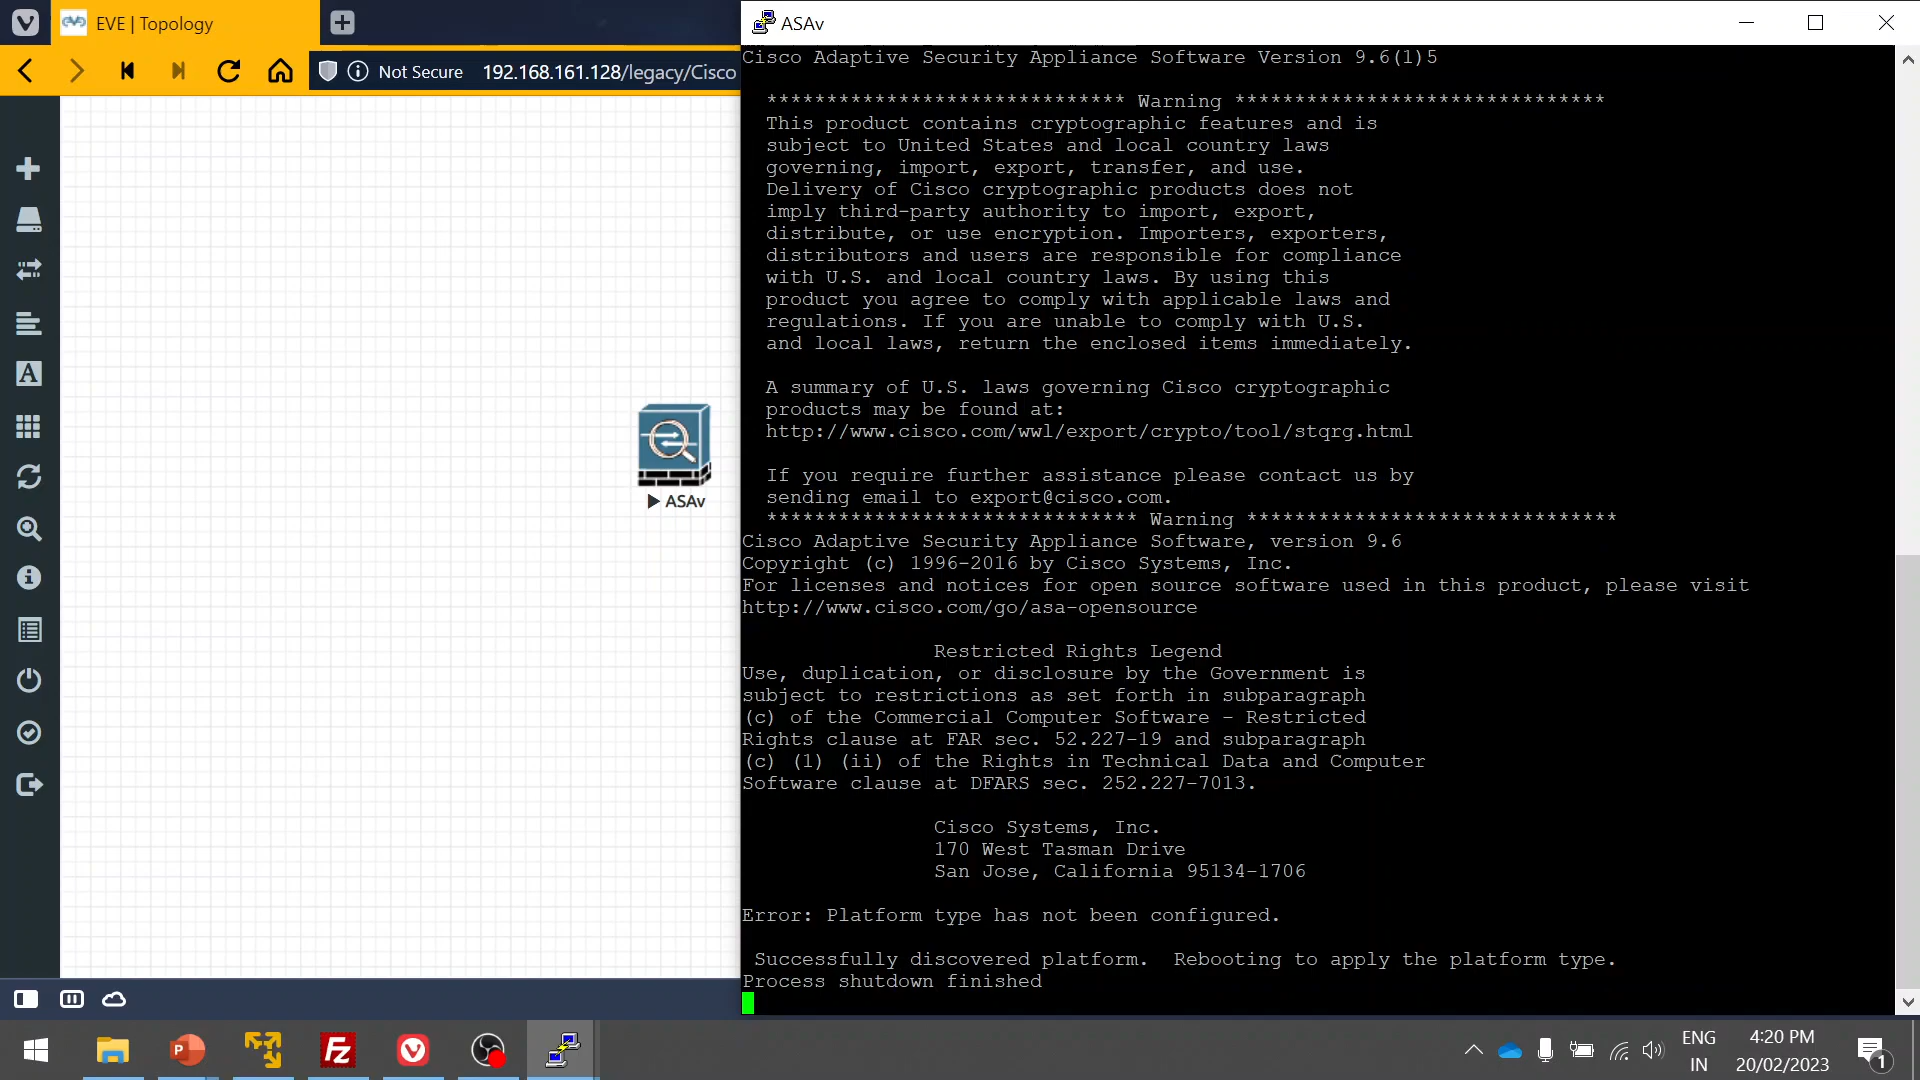 EVE | Topology
Not Secure 192.168.161.128/legacy/Cisco
ASAv
ASAv
Cisco Adaptive Security Appliance Software Version 9.6(1)5
****************************** Warning *******************************
This product contains cryptographic features and is
subject to United States and local country laws
governing, import, export, transfer, and use.
Delivery of Cisco cryptographic products does not
imply third-party authority to import, export,
distribute, or use encryption. Importers, exporters,
distributors and users are responsible for compliance
with U.S. and local country laws. By using this
product you agree to comply with applicable laws and
regulations. If you are unable to comply with U.S.
and local laws, return the enclosed items immediately.
A summary of U.S. laws governing Cisco cryptographic
products may be found at:
http://www.cisco.com/wwl/export/crypto/tool/stqrg.html
If you require further assistance please contact us by
sending email to export@cisco.com.
******************************* Warning *******************************
Cisco Adaptive Security Appliance Software, version 9.6
Copyright (c) 1996-2016 by Cisco Systems, Inc.
For licenses and notices for open source software used in this product, please visit
http://www.cisco.com/go/asa-opensource
Restricted Rights Legend
Use, duplication, or disclosure by the Government is
subject to restrictions as set forth in subparagraph
(c) of the Commercial Computer Software - Restricted
Rights clause at FAR sec. 52.227-19 and subparagraph
(c) (1) (ii) of the Rights in Technical Data and Computer
Software clause at DFARS sec. 252.227-7013.
Cisco Systems, Inc.
170 West Tasman Drive
San Jose, California 95134-1706
Error: Platform type has not been configured.
Successfully discovered platform.  Rebooting to apply the platform type.
Process shutdown finished
ENG
IN
4:20 PM
20/02/2023
1